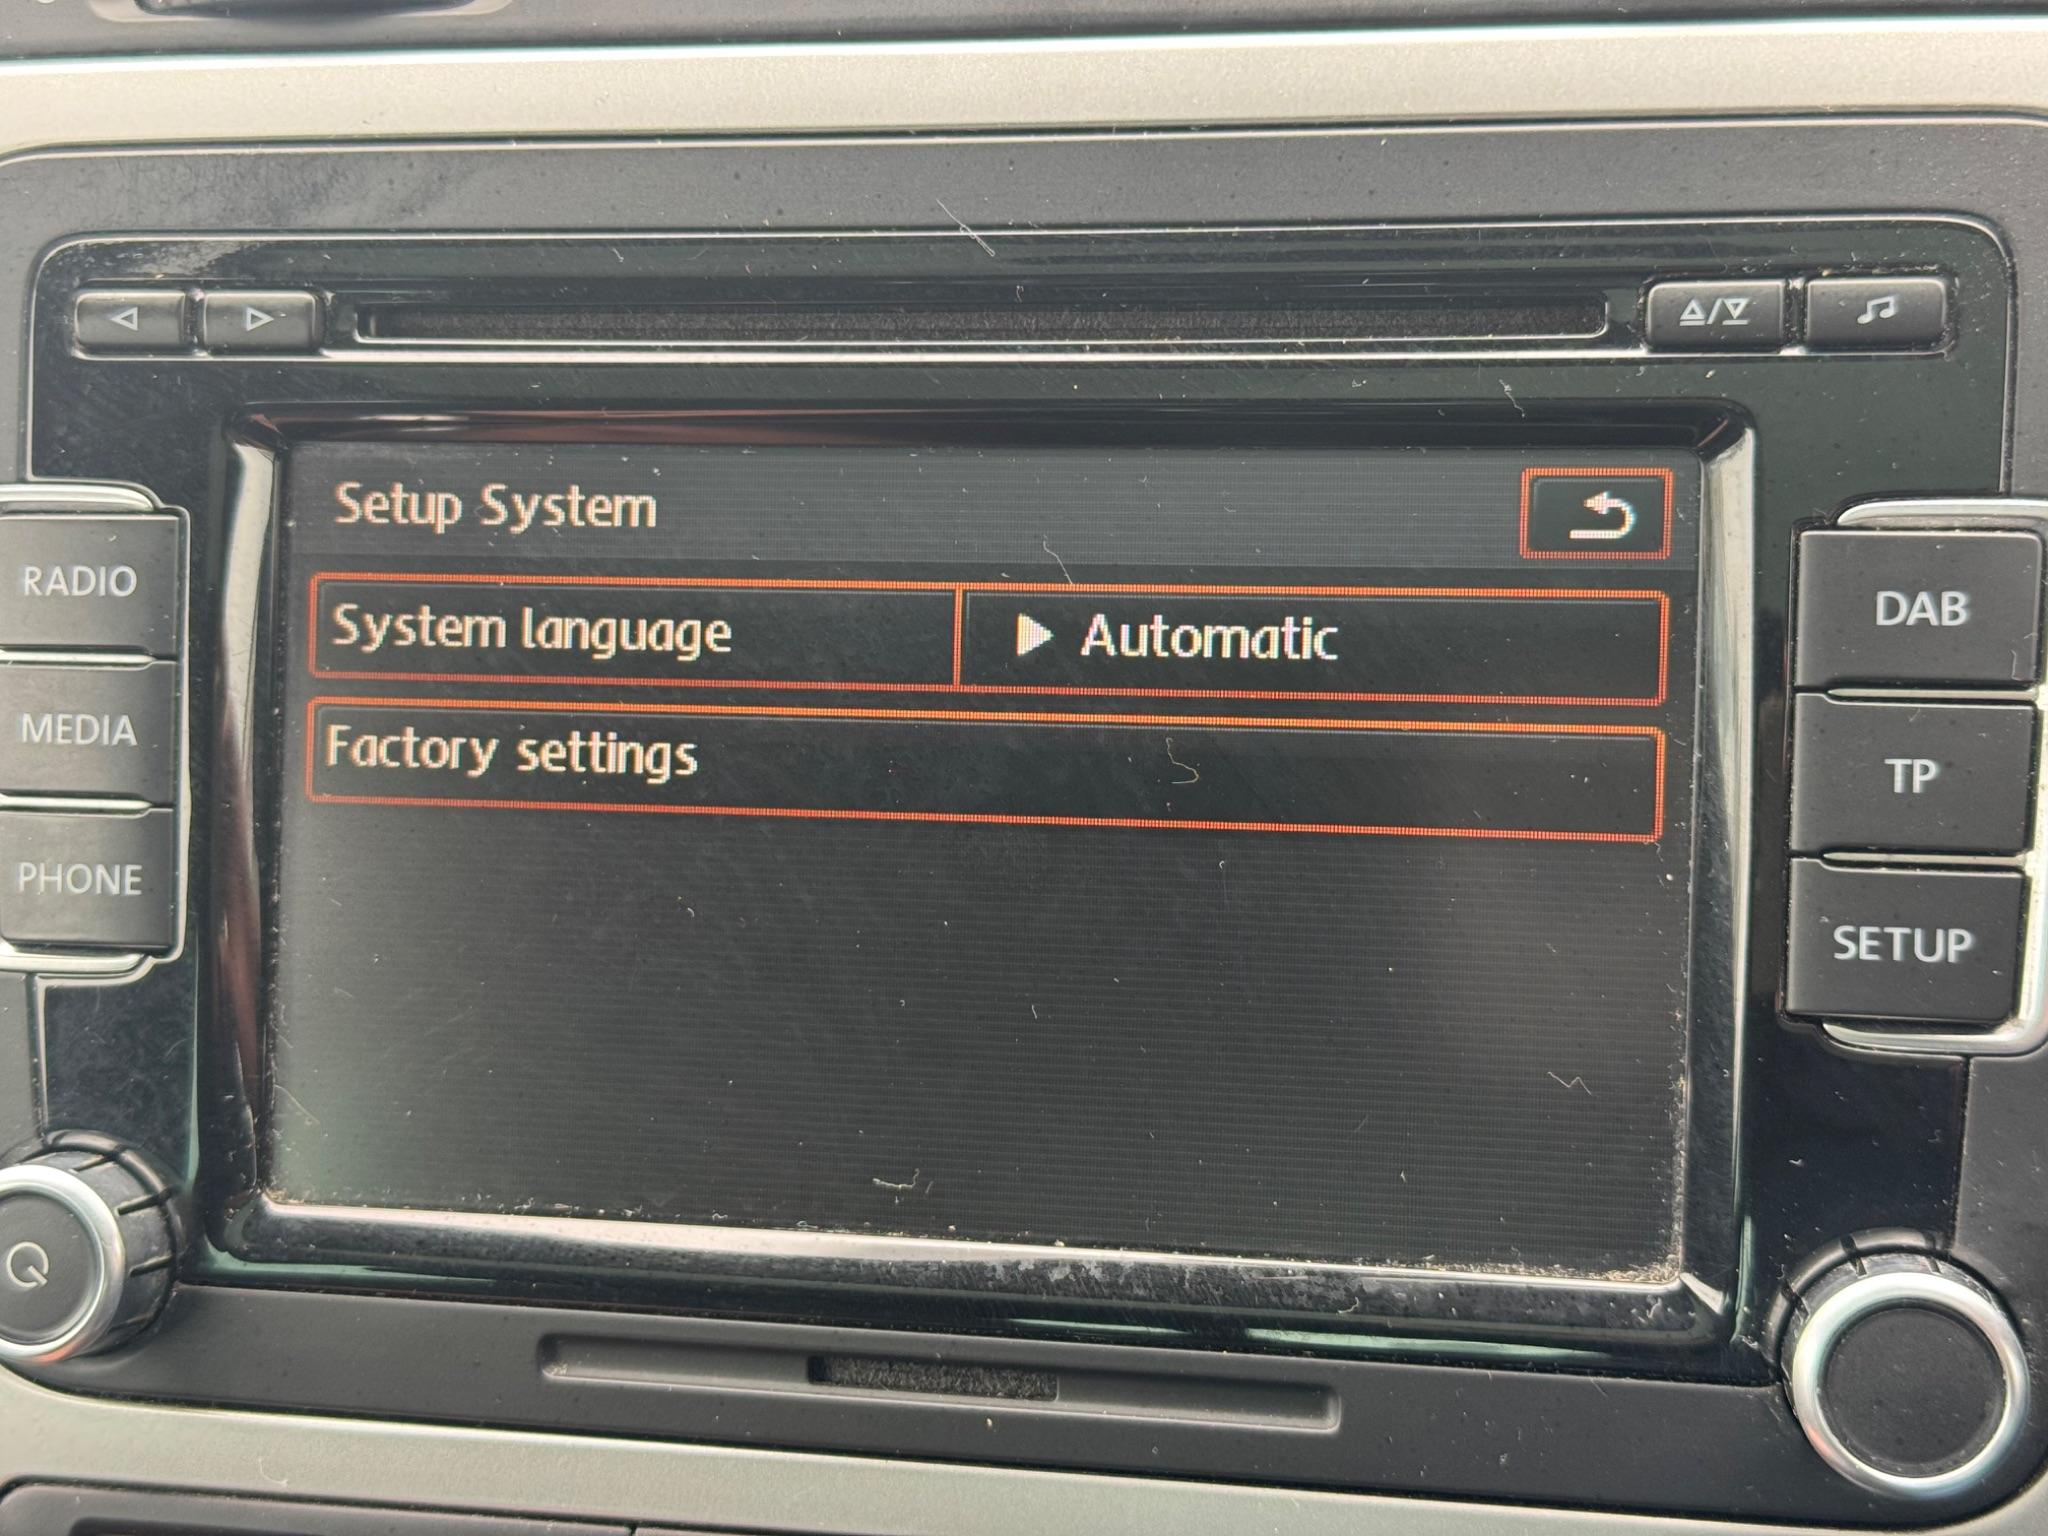 Setup System
RADIO
System language
Automatic
DAB
MEDIA
Factory settings
TP
PHONE
SETUP